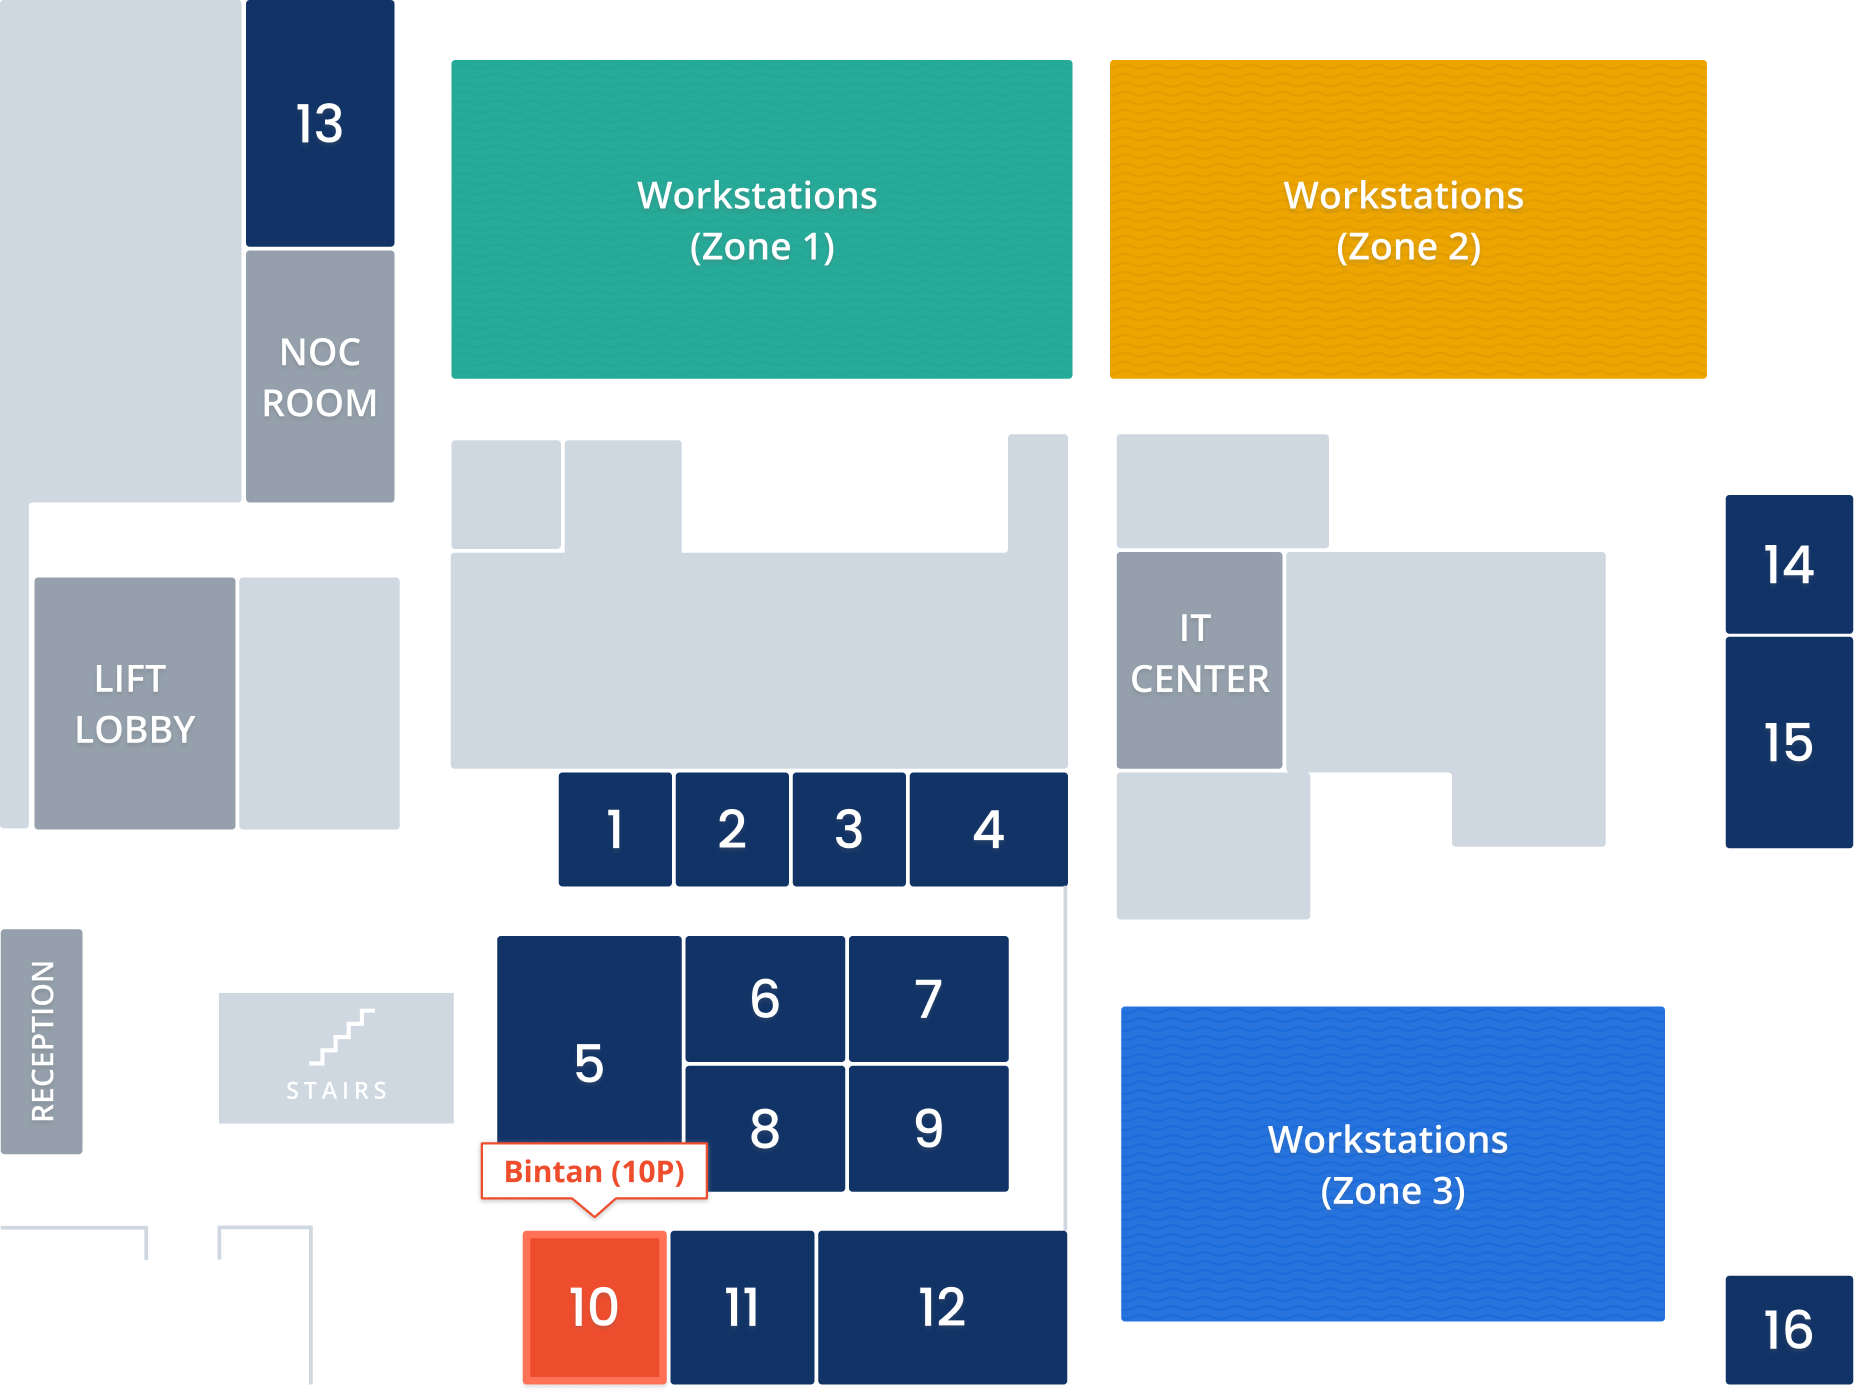 13
Workstations
(Zone 1)
Workstations
(Zone 2)
NOC
ROOM
14
IT
CENTER
LIFT
LOBBY
15
1
2
3
4
RECEPTION
STAIRS
5
6
7
8
9
Bintan (10P)
Workstations
(Zone 3)
10
11
12
16